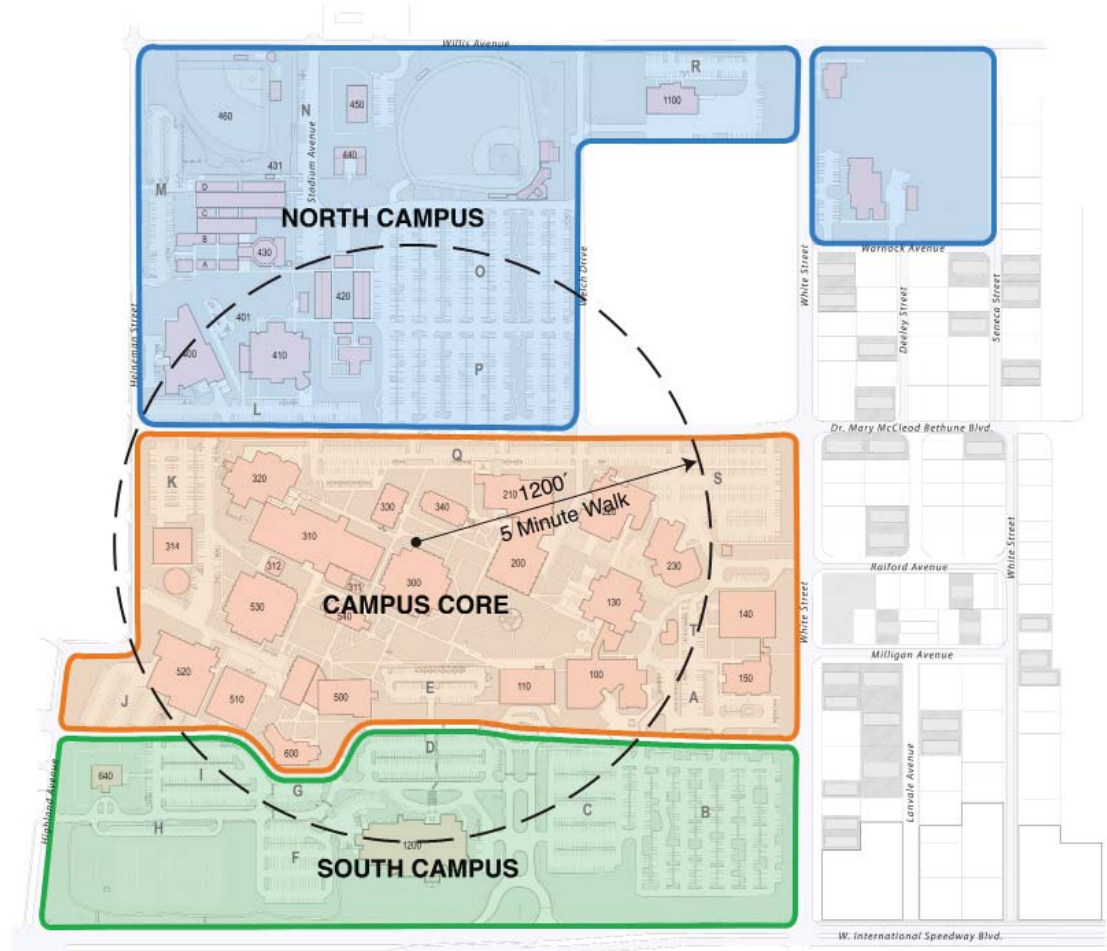 Willis Avenue
R
1100
450
N
460
Stadium Avenue
440
431
M
D
C
B
A
430
NORTH CAMPUS
O
420
401
400
410
P
L
Heineman Street
Welch Drive
White Street
Warnock Avenue
Deeley Street
Seneca Street
Dr. Mary McCleod Bethune Blvd.
Q
K
S
320
330
340
210
220
1200´
5 Minute Walk
310
314
312
311
300
200
230
530
540
CAMPUS CORE
130
T
140
520
510
500
E
110
100
A
150
J
600
White Street
Raiford Avenue
White Street
Milligan Avenue
Lanvale Avenue
D
I
G
640
H
C
B
F
1200
SOUTH CAMPUS
Highland Avenue
W. International Speedway Blvd.